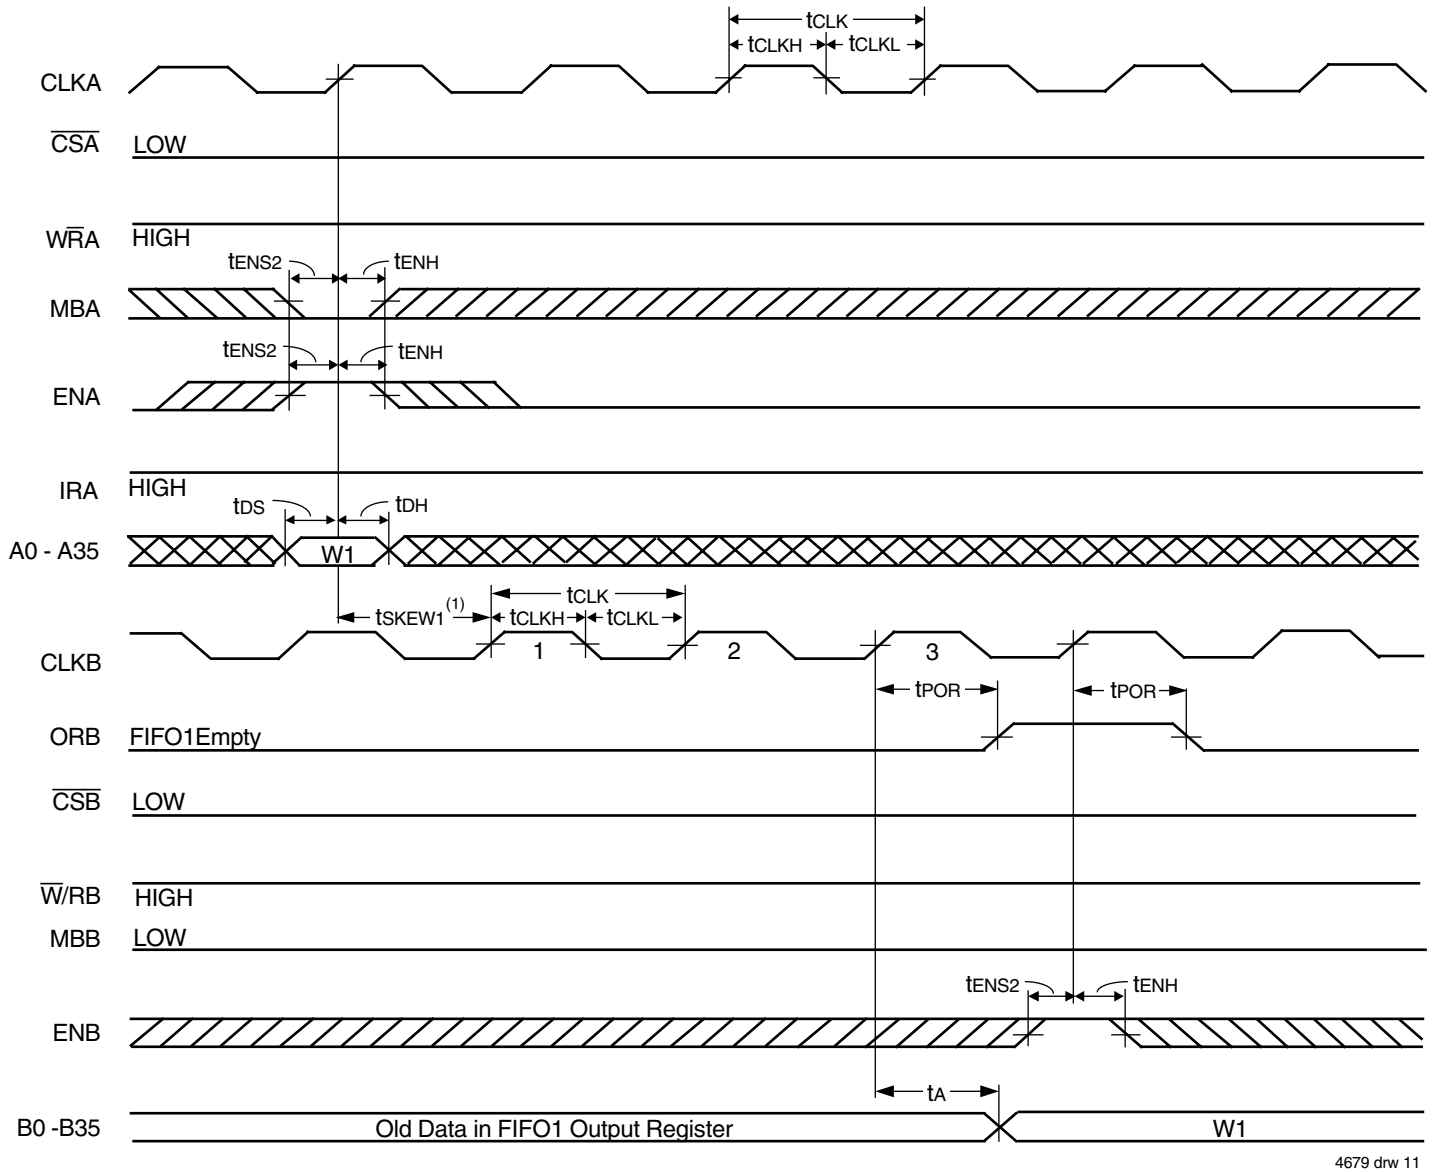 tCLK
tCLKH tCLKL
CLKA
CSA LOW
WRA HIGH
tENS2 tENH
MBA
tENS2 tENH
ENA
IRA HIGH
tDS tDH
A0 - A35 W1
tCLK
tSKEW1(1) tCLKH tCLKL
CLKB 1 2 3
tPOR tPOR
ORB FIFO1Empty
CSB LOW
W/RB HIGH
MBB LOW
tENS2 tENH
ENB
tA
B0 -B35 Old Data in FIFO1 Output Register W1
4679 drw 11